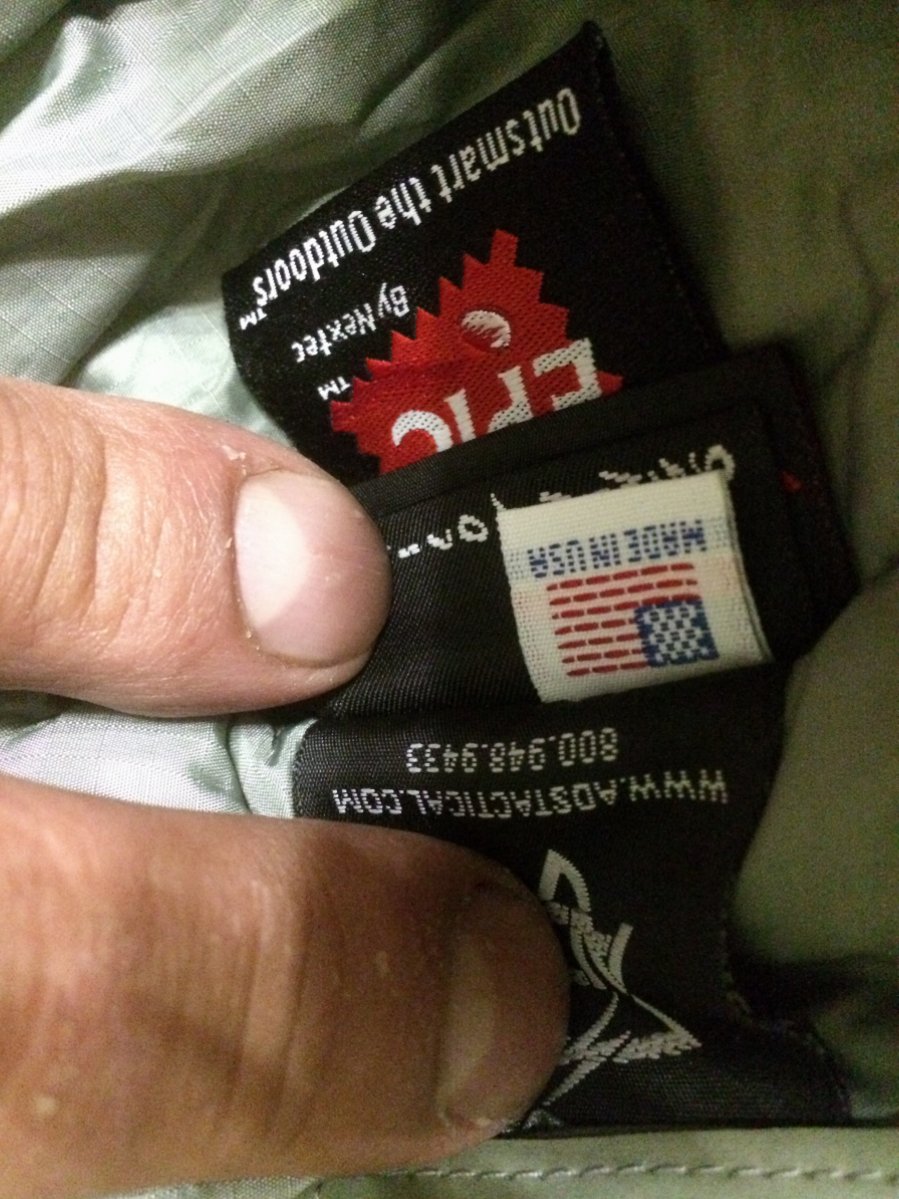 Outsmart the Outdoors™
By Nextec
EPIC™
MADE IN USA
800.948.9433
WWW.ADSTACTICAL.COM